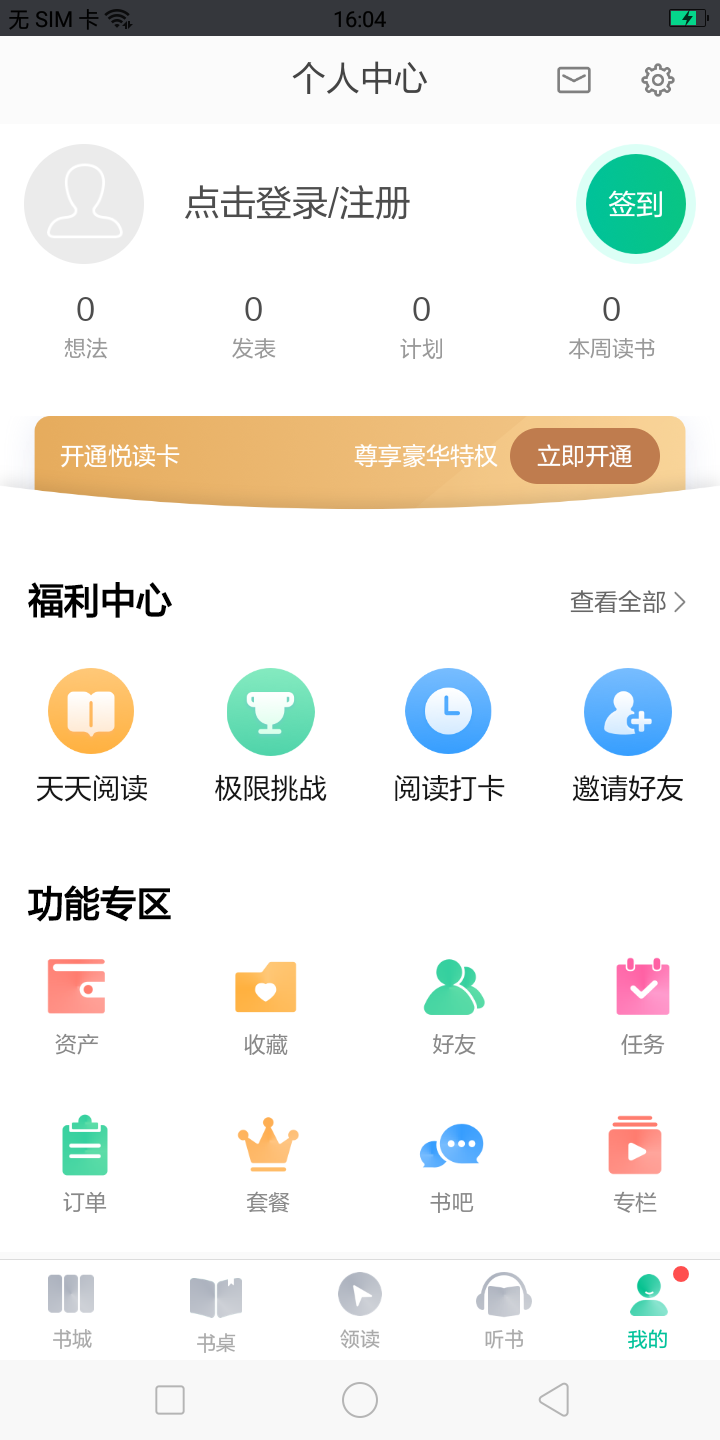 无 SIM 卡 16:04
个人中心
点击登录/注册
签到
0 0 0 0
想法 发表 计划 本周读书
开通悦读卡 尊享豪华特权 立即开通
福利中心 查看全部
天天阅读 极限挑战 阅读打卡 邀请好友
功能专区
资产 收藏 好友 任务
订单 套餐 书吧 专栏
书城 书桌 领读 听书 我的